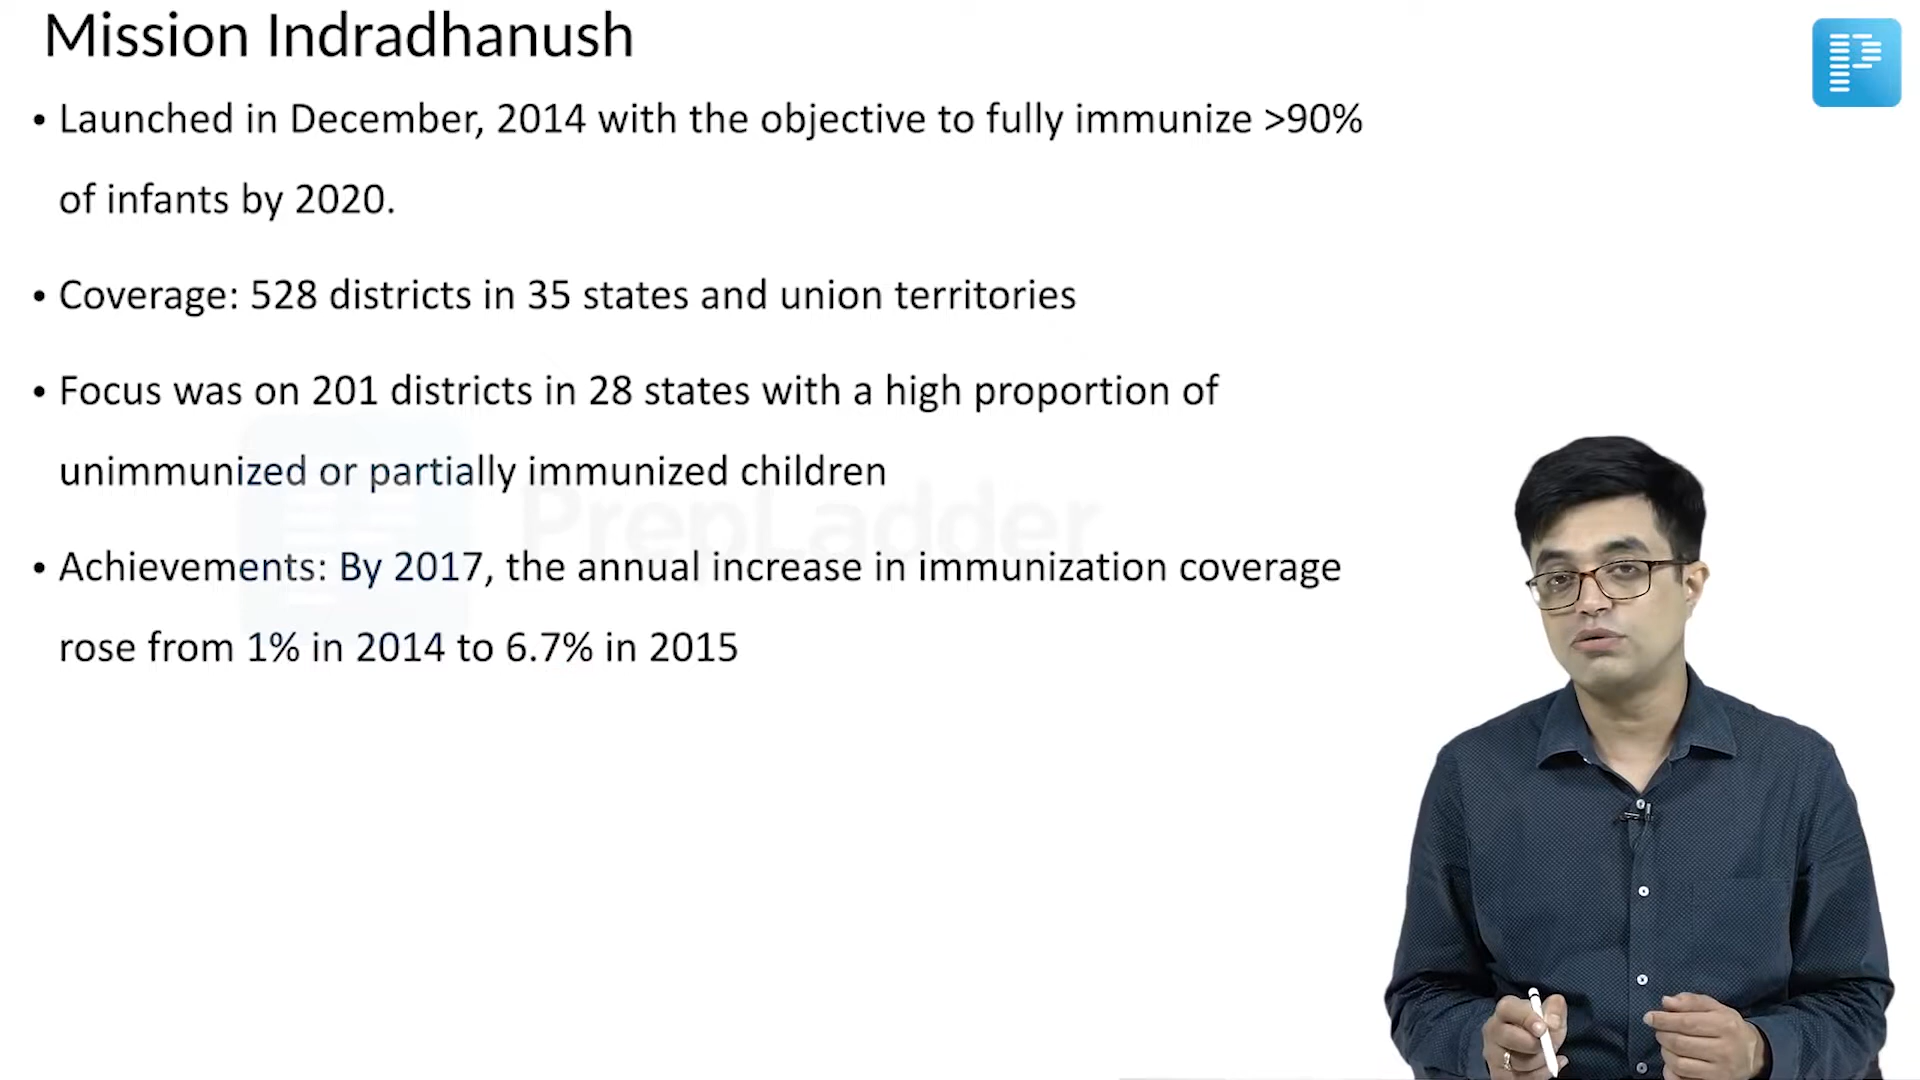 Mission Indradhanush
• Launched in December, 2014 with the objective to fully immunize >90%
of infants by 2020.
• Coverage: 528 districts in 35 states and union territories
• Focus was on 201 districts in 28 states with a high proportion of
unimmunized or partially immunized children
PrepLadder
• Achievements: By 2017, the annual increase in immunization coverage
rose from 1% in 2014 to 6.7% in 2015